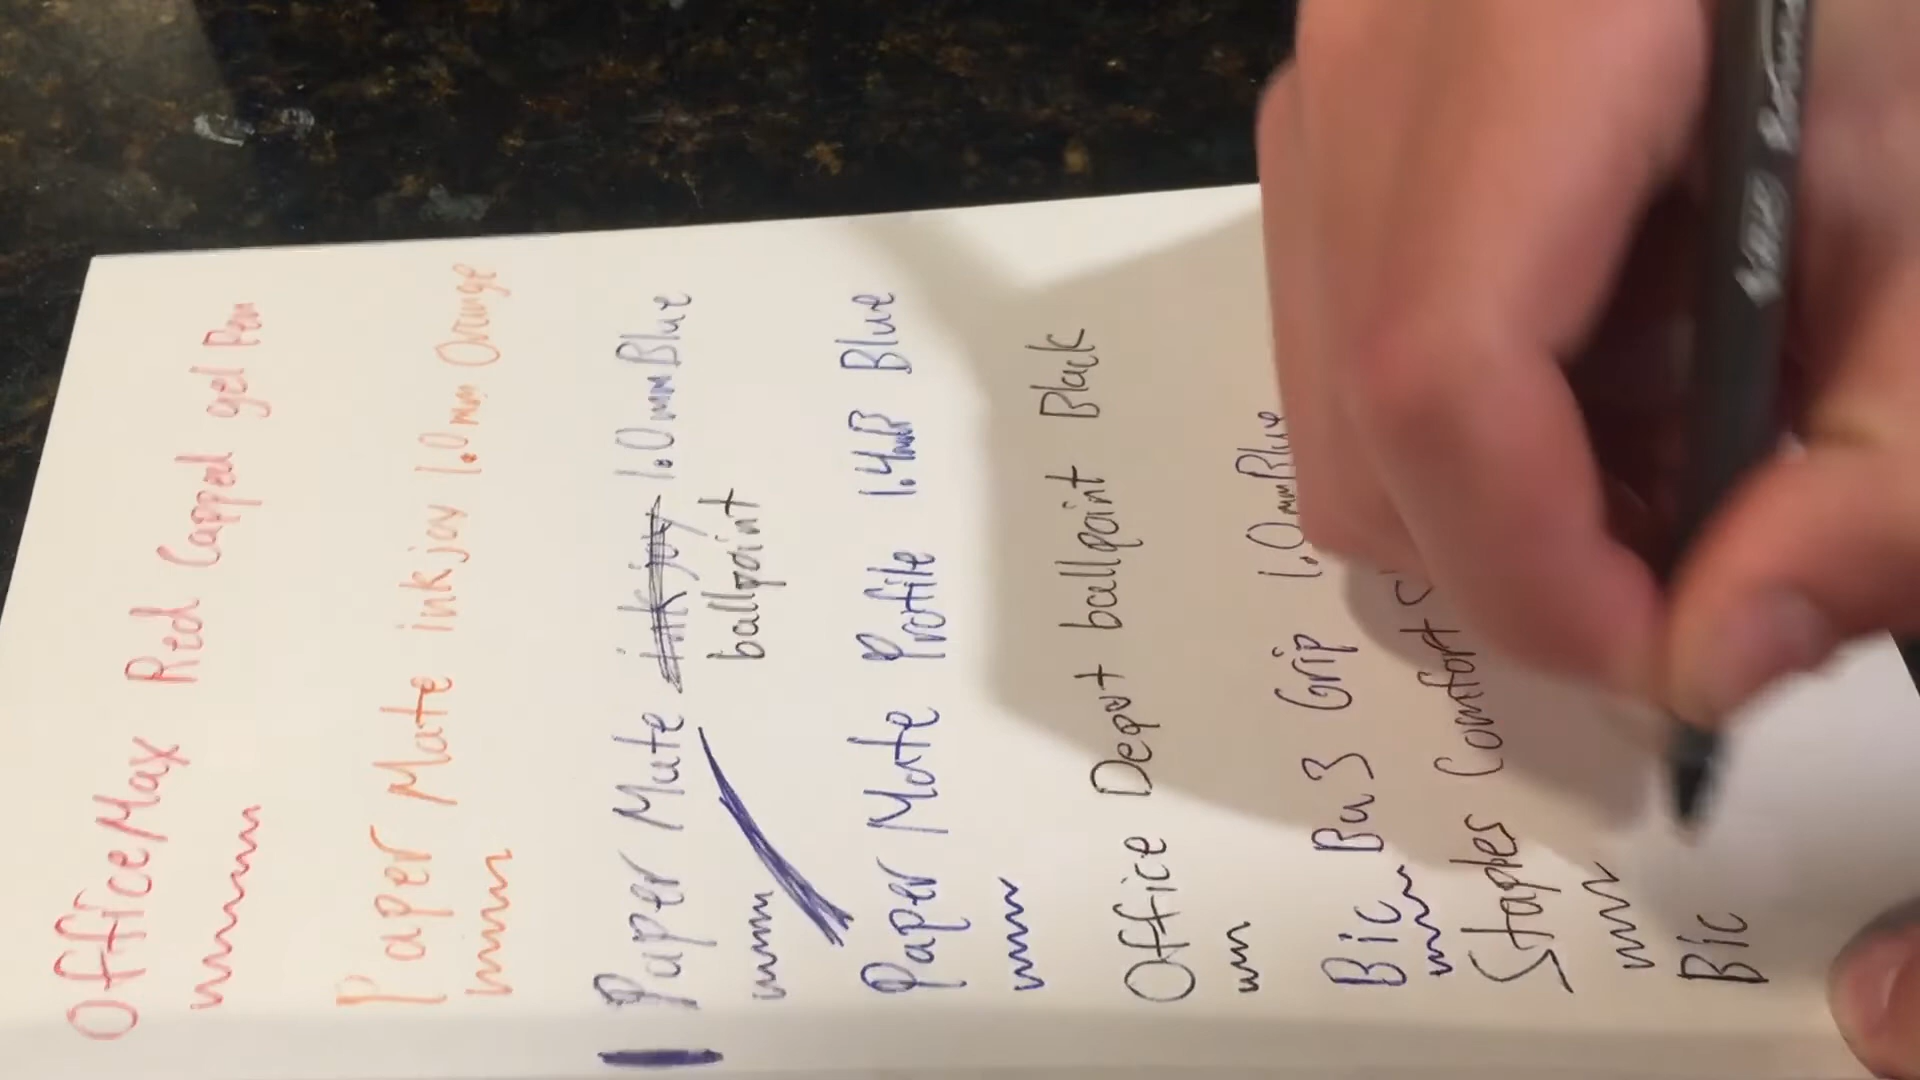 OfficeMax Red Capped gel Pen
Paper Mate inkjoy 1.0mm Orange
Paper Mate inkjoy 1.0mm Blue
ballpoint
Paper Mate Profile 1.4mB Blue
Office Depot ballpoint Black
Bic Bu3 Grip 1.0mm Blue
Staples Comfort
Bic